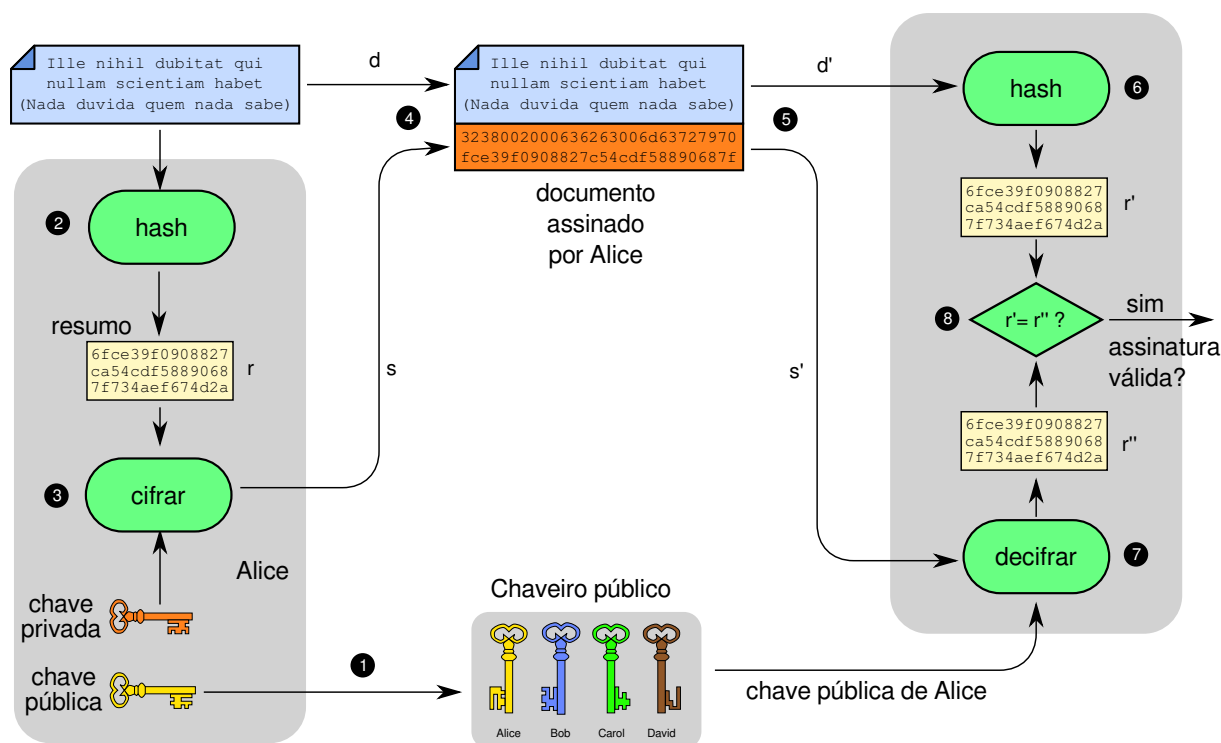 Ille nihil dubitat qui
nullam scientiam habet
(Nada duvida quem nada sabe)
d
4
Ille nihil dubitat qui
nullam scientiam habet
(Nada duvida quem nada sabe)
3238002000636263006d63727970
fce39f0908827c54cdf58890687f
documento
assinado
por Alice
d'
5
hash
6
2
hash
resumo
6fce39f0908827
ca54cdf5889068
7f734aef674d2a
r
3
cifrar
s
Alice
chave
privada
chave
pública
1
Chaveiro público
Alice
Bob
Carol
David
chave pública de Alice
s'
6fce39f0908827
ca54cdf5889068
7f734aef674d2a
r'
8
r'= r'' ?
sim
assinatura
válida?
6fce39f0908827
ca54cdf5889068
7f734aef674d2a
r''
decifrar
7